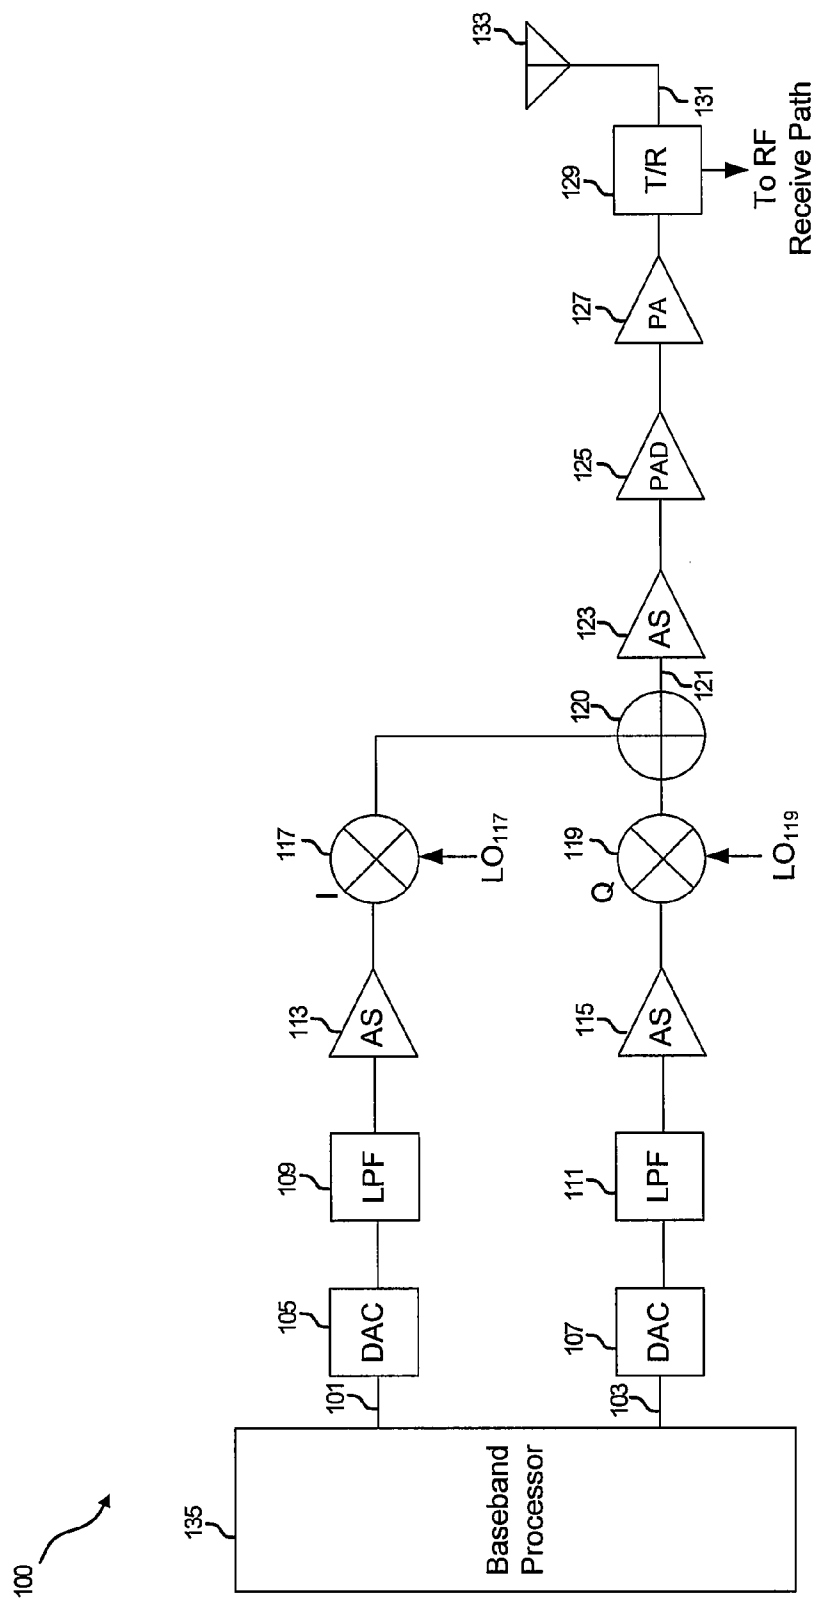 100
135
Baseband
Processor
101
105
DAC
109
LPF
113
AS
I
117
LO117
103
107
DAC
111
LPF
115
AS
Q
119
LO119
120
121
123
AS
125
PAD
127
PA
129
T/R
131
133
To RF
Receive Path